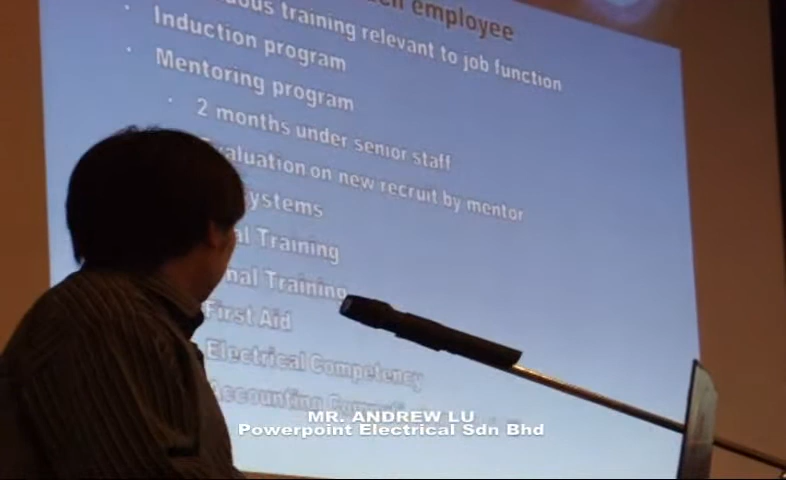 employee
training relevant to job function
Induction program
Mentoring program
2 months under senior staff
Evaluation on new recruit by mentor
Training
Training
First Aid
Electrical Competency
Accounting
MR. ANDREW LU
Powerpoint Electrical Sdn Bhd